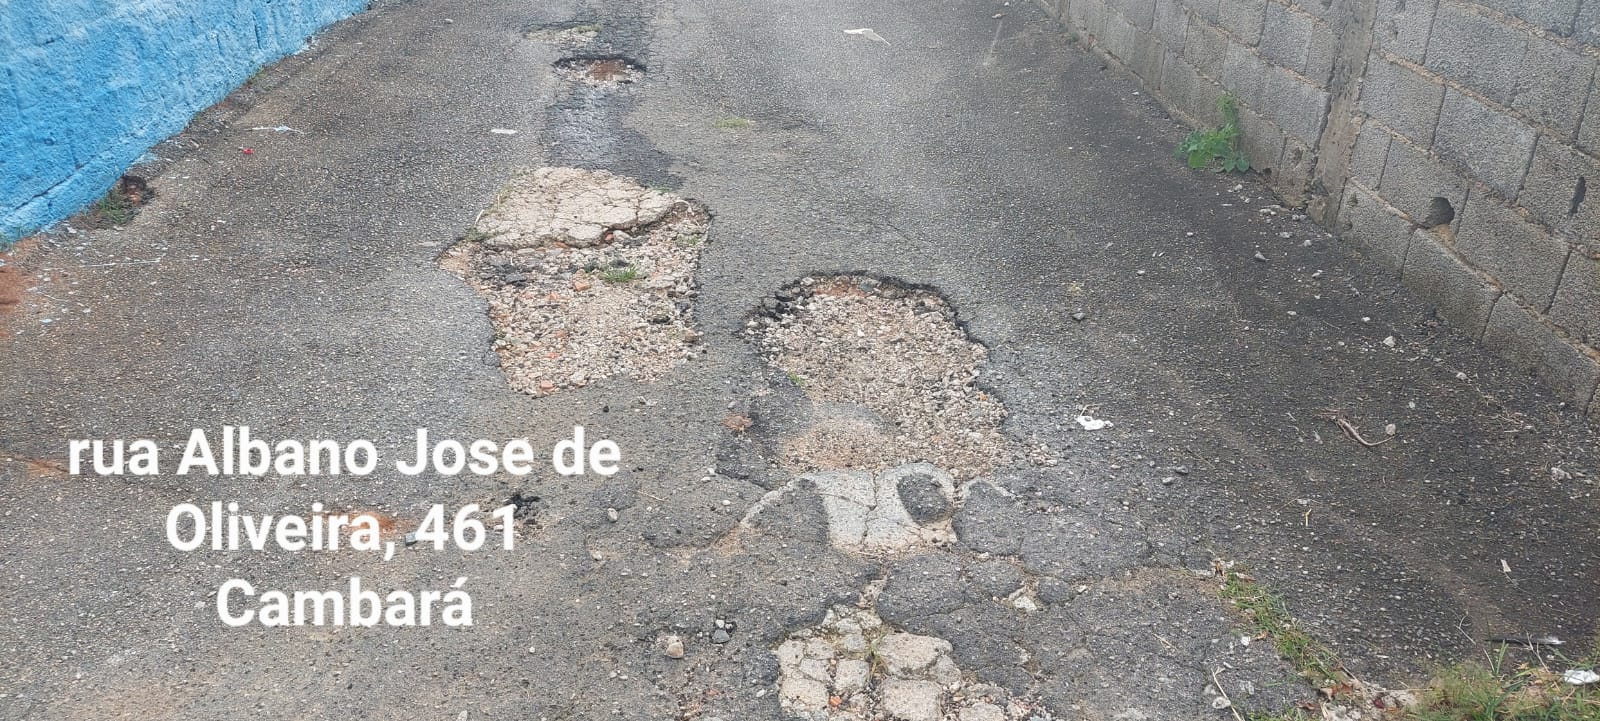 rua Albano Jose de
Oliveira, 461
Cambará